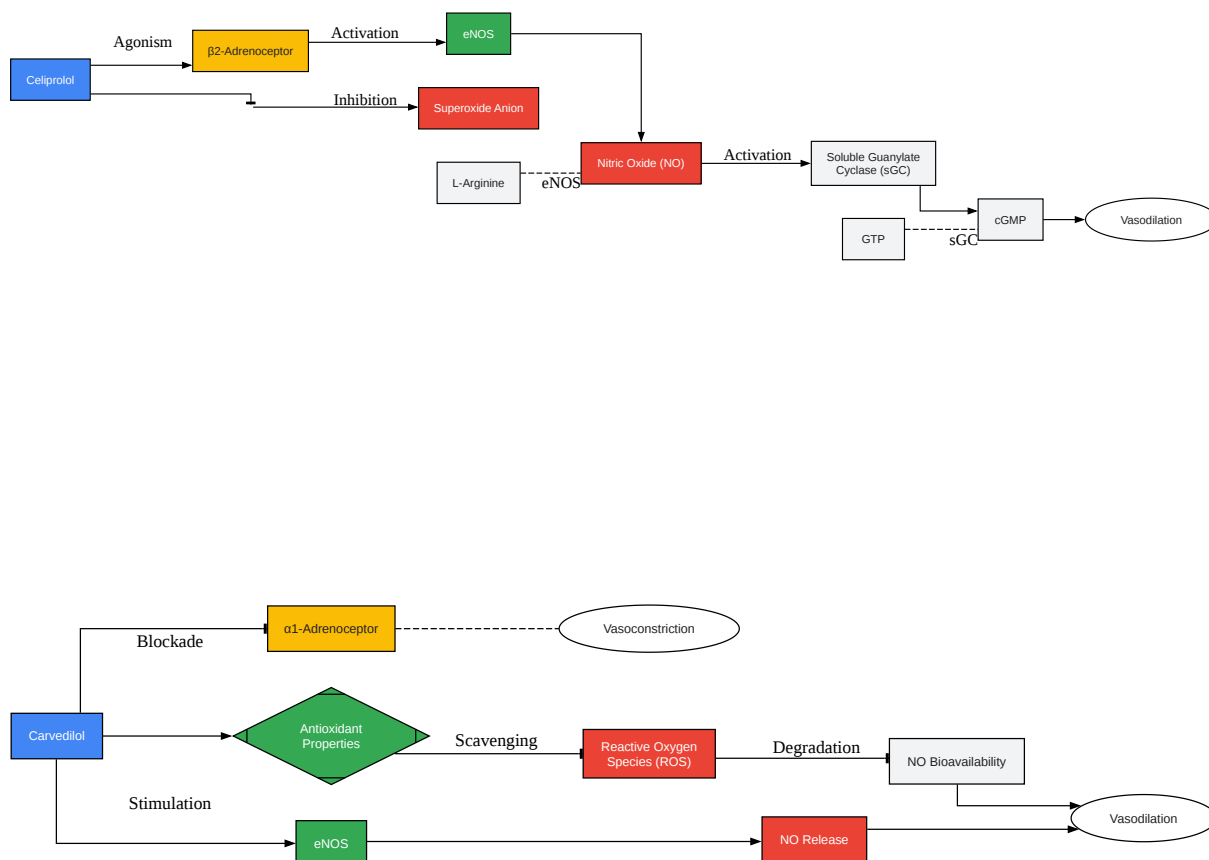 Agonism
Activation
eNOS
β2-Adrenoceptor
Celiprolol
Inhibition
Superoxide Anion
Nitric Oxide (NO)
Activation
Soluble Guanylate
Cyclase (sGC)
L-Arginine
eNOS
cGMP
Vasodilation
GTP
sGC
Blockade
α1-Adrenoceptor
Vasoconstriction
Carvedilol
Antioxidant
Properties
Scavenging
Reactive Oxygen
Species (ROS)
Degradation
NO Bioavailability
Stimulation
eNOS
NO Release
Vasodilation